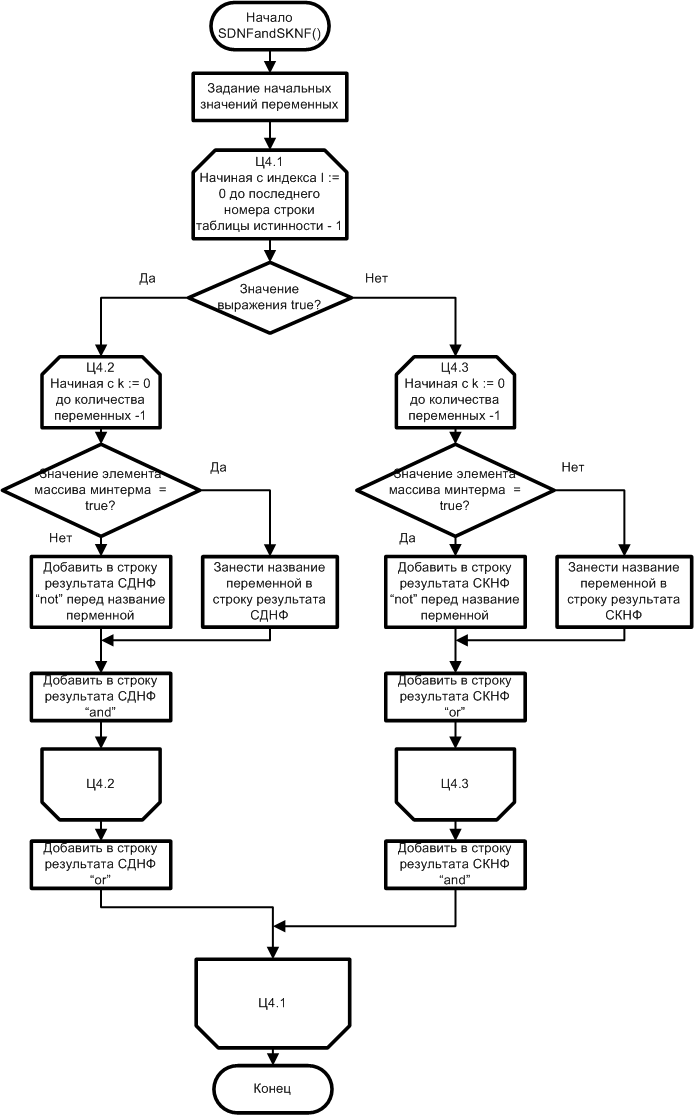 Начало
SDNFandSKNF()
Задание начальных
значений переменных
Ц4.1
Начиная с индекса I :=
0 до последнего
номера строки
таблицы истинности - 1
Значение
выражения true?
Да
Нет
Ц4.2
Начиная с k := 0
до количества
переменных -1
Значение элемента
массива минтерма =
true?
Да
Нет
Добавить в строку
результата СДНФ
“not” перед название
перменной
Занести название
переменной в
строку результата
СДНФ
Добавить в строку
результата СДНФ
“and”
Ц4.2
Добавить в строку
результата СДНФ
“or”
Ц4.3
Начиная с k := 0
до количества
переменных -1
Значение элемента
массива минтерма =
true?
Нет
Да
Добавить в строку
результата СКНФ
“not” перед название
перменной
Занести название
переменной в
строку результата
СКНФ
Добавить в строку
результата СКНФ
“or”
Ц4.3
Добавить в строку
результата СКНФ
“and”
Ц4.1
Конец